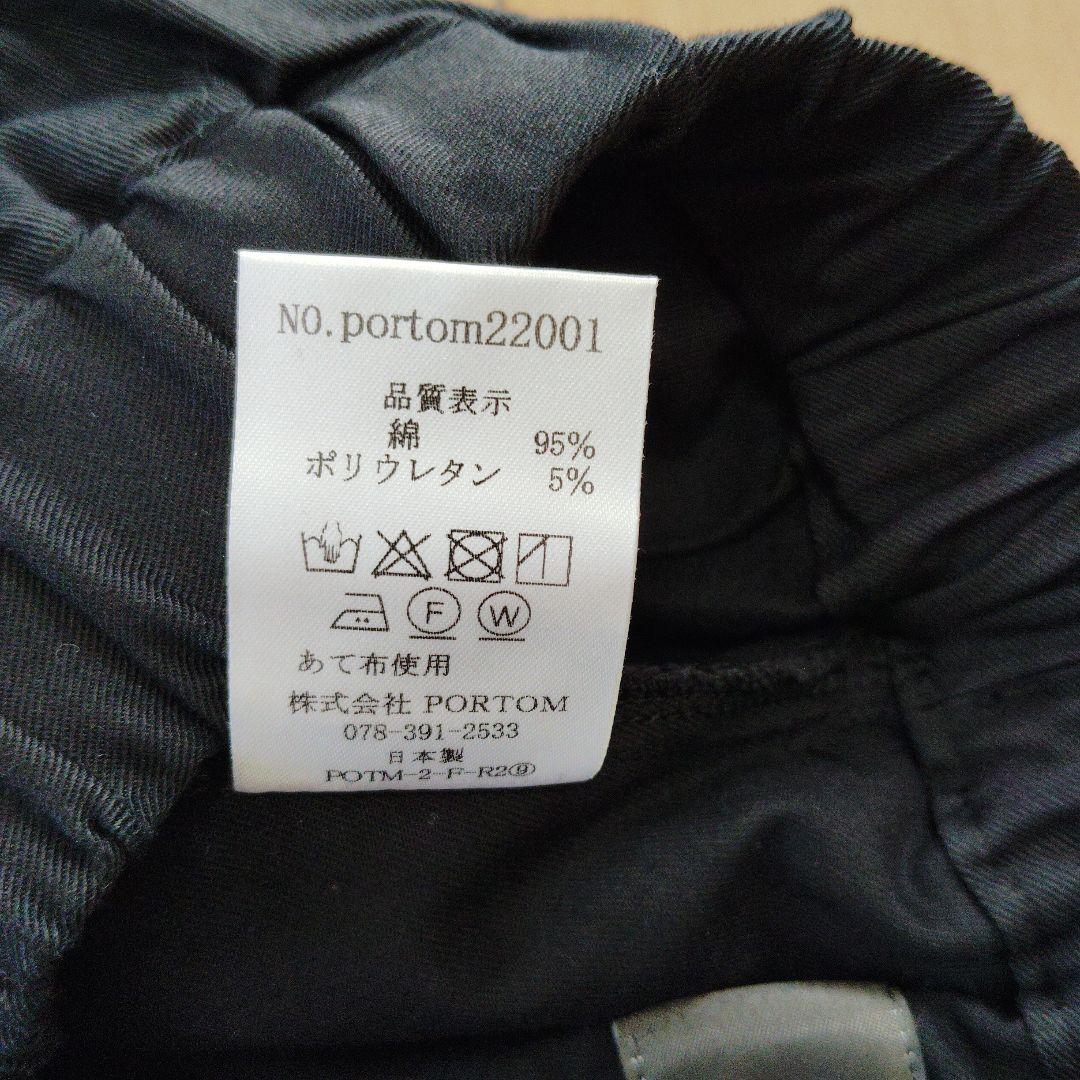 NO.portom22001
品質表示
綿 95%
ポリウレタン 5%
F W
あて布使用
株式会社 PORTOM
078-391-2533
日本製
POTM-2-F-R2⑨